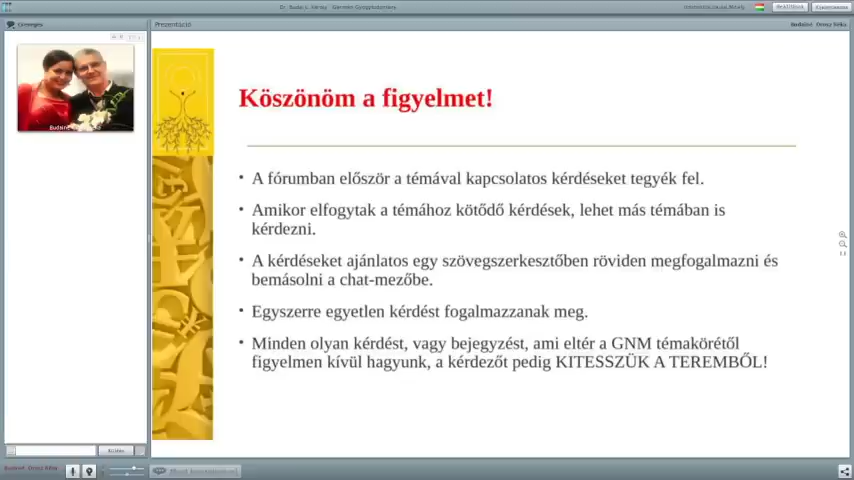 Prezentáció
Köszönöm a figyelmet!
• A fórumban először a témával kapcsolatos kérdéseket tegyék fel.
• Amikor elfogytak a témához kötődő kérdések, lehet más témában is
kérdezni.
• A kérdéseket ajánlatos egy szövegszerkesztőben röviden megfogalmazni és
bemásolni a chat-mezőbe.
• Egyszerre egyetlen kérdést fogalmazzanak meg.
• Minden olyan kérdést, vagy bejegyzést, ami eltér a GNM témakörétől
figyelmen kívül hagyunk, a kérdezőt pedig KITESSZÜK A TEREMBŐL!